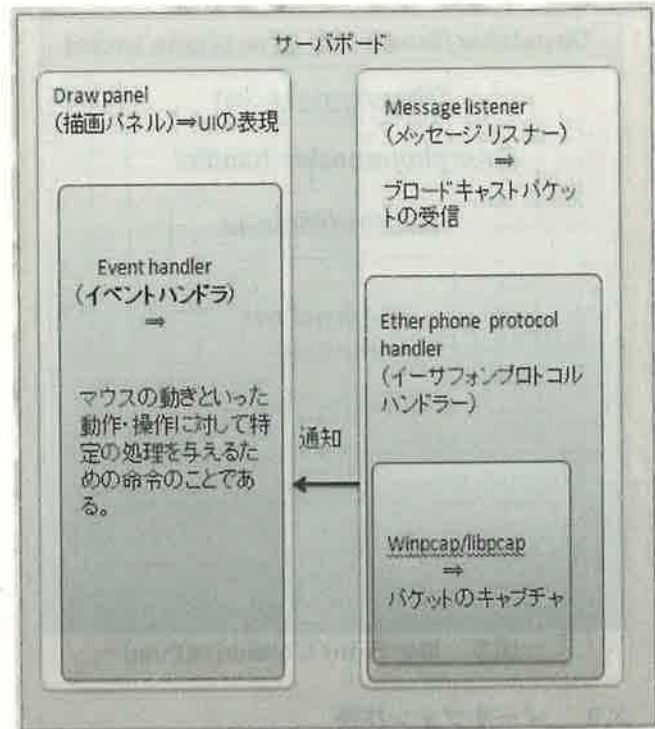 サーバボード
Draw panel
(描画パネル)⇒UIの表現
Event handler
(イベントハンドラ)
⇒
マウスの動きといった
動作・操作に対して特
定の処理を与えるた
めの命令のことであ
る。
通知
Message listener
(メッセージリスナー)
⇒
ブロードキャストパケッ
トの受信
Ether phone protocol
handler
(イーサフォンプロトコル
ハンドラー)
Winpcap/libpcap
⇒
パケットのキャプチャ